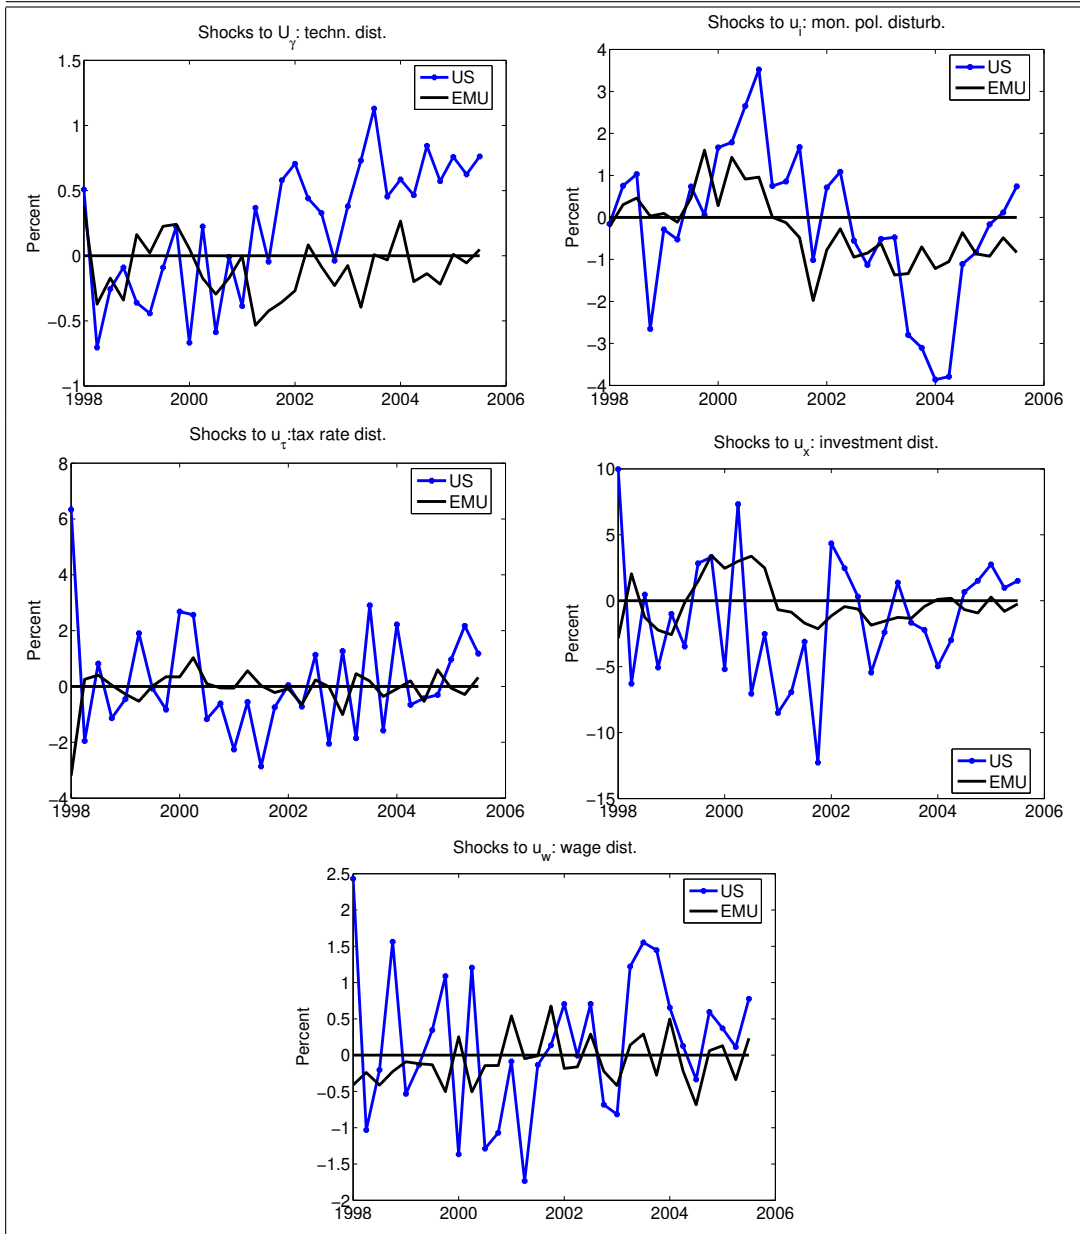 Shocks to Uγ: techn. dist.
1.5
1
0.5
0
−0.5
−1
Percent
US
EMU
1998 2000 2002 2004 2006
Shocks to ui: mon. pol. disturb.
4
3
2
1
0
−1
−2
−3
−4
Percent
US
EMU
1998 2000 2002 2004 2006
Shocks to uτ:tax rate dist.
8
6
4
2
0
−2
−4
Percent
US
EMU
1998 2000 2002 2004 2006
Shocks to ux: investment dist.
10
5
0
−5
−10
−15
Percent
US
EMU
1998 2000 2002 2004 2006
Shocks to uw: wage dist.
2.5
2
1.5
1
0.5
0
−0.5
−1
−1.5
−2
Percent
US
EMU
1998 2000 2002 2004 2006